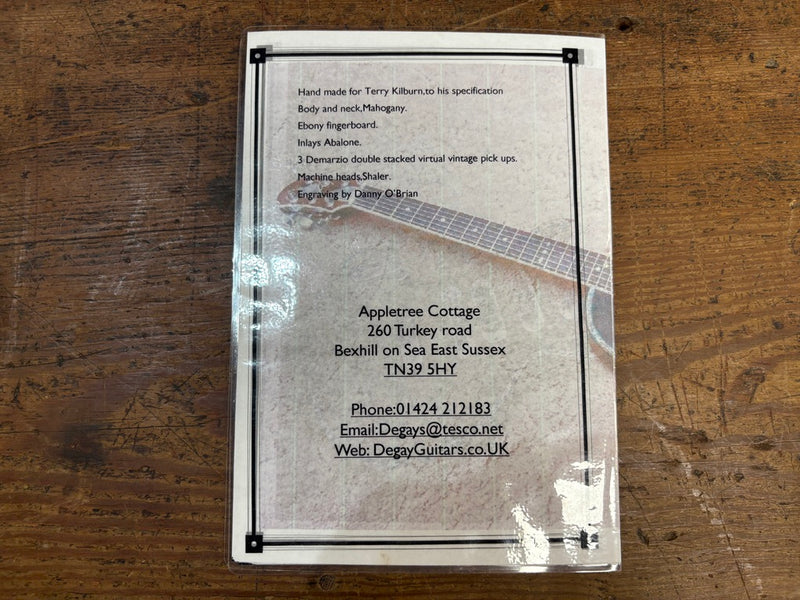 Hand made for Terry Kilburn,to his specification
Body and neck,Mahogany.
Ebony fingerboard.
Inlays Abalone.
3 Demarzio double stacked virtual vintage pick ups.
Machine heads,Shaler.
Engraving by Danny O'Brian
Appletree Cottage
260 Turkey road
Bexhill on Sea East Sussex
TN39 5HY
Phone:01424 212183
Email:Degays@tesco.net
Web: DegayGuitars.co.UK